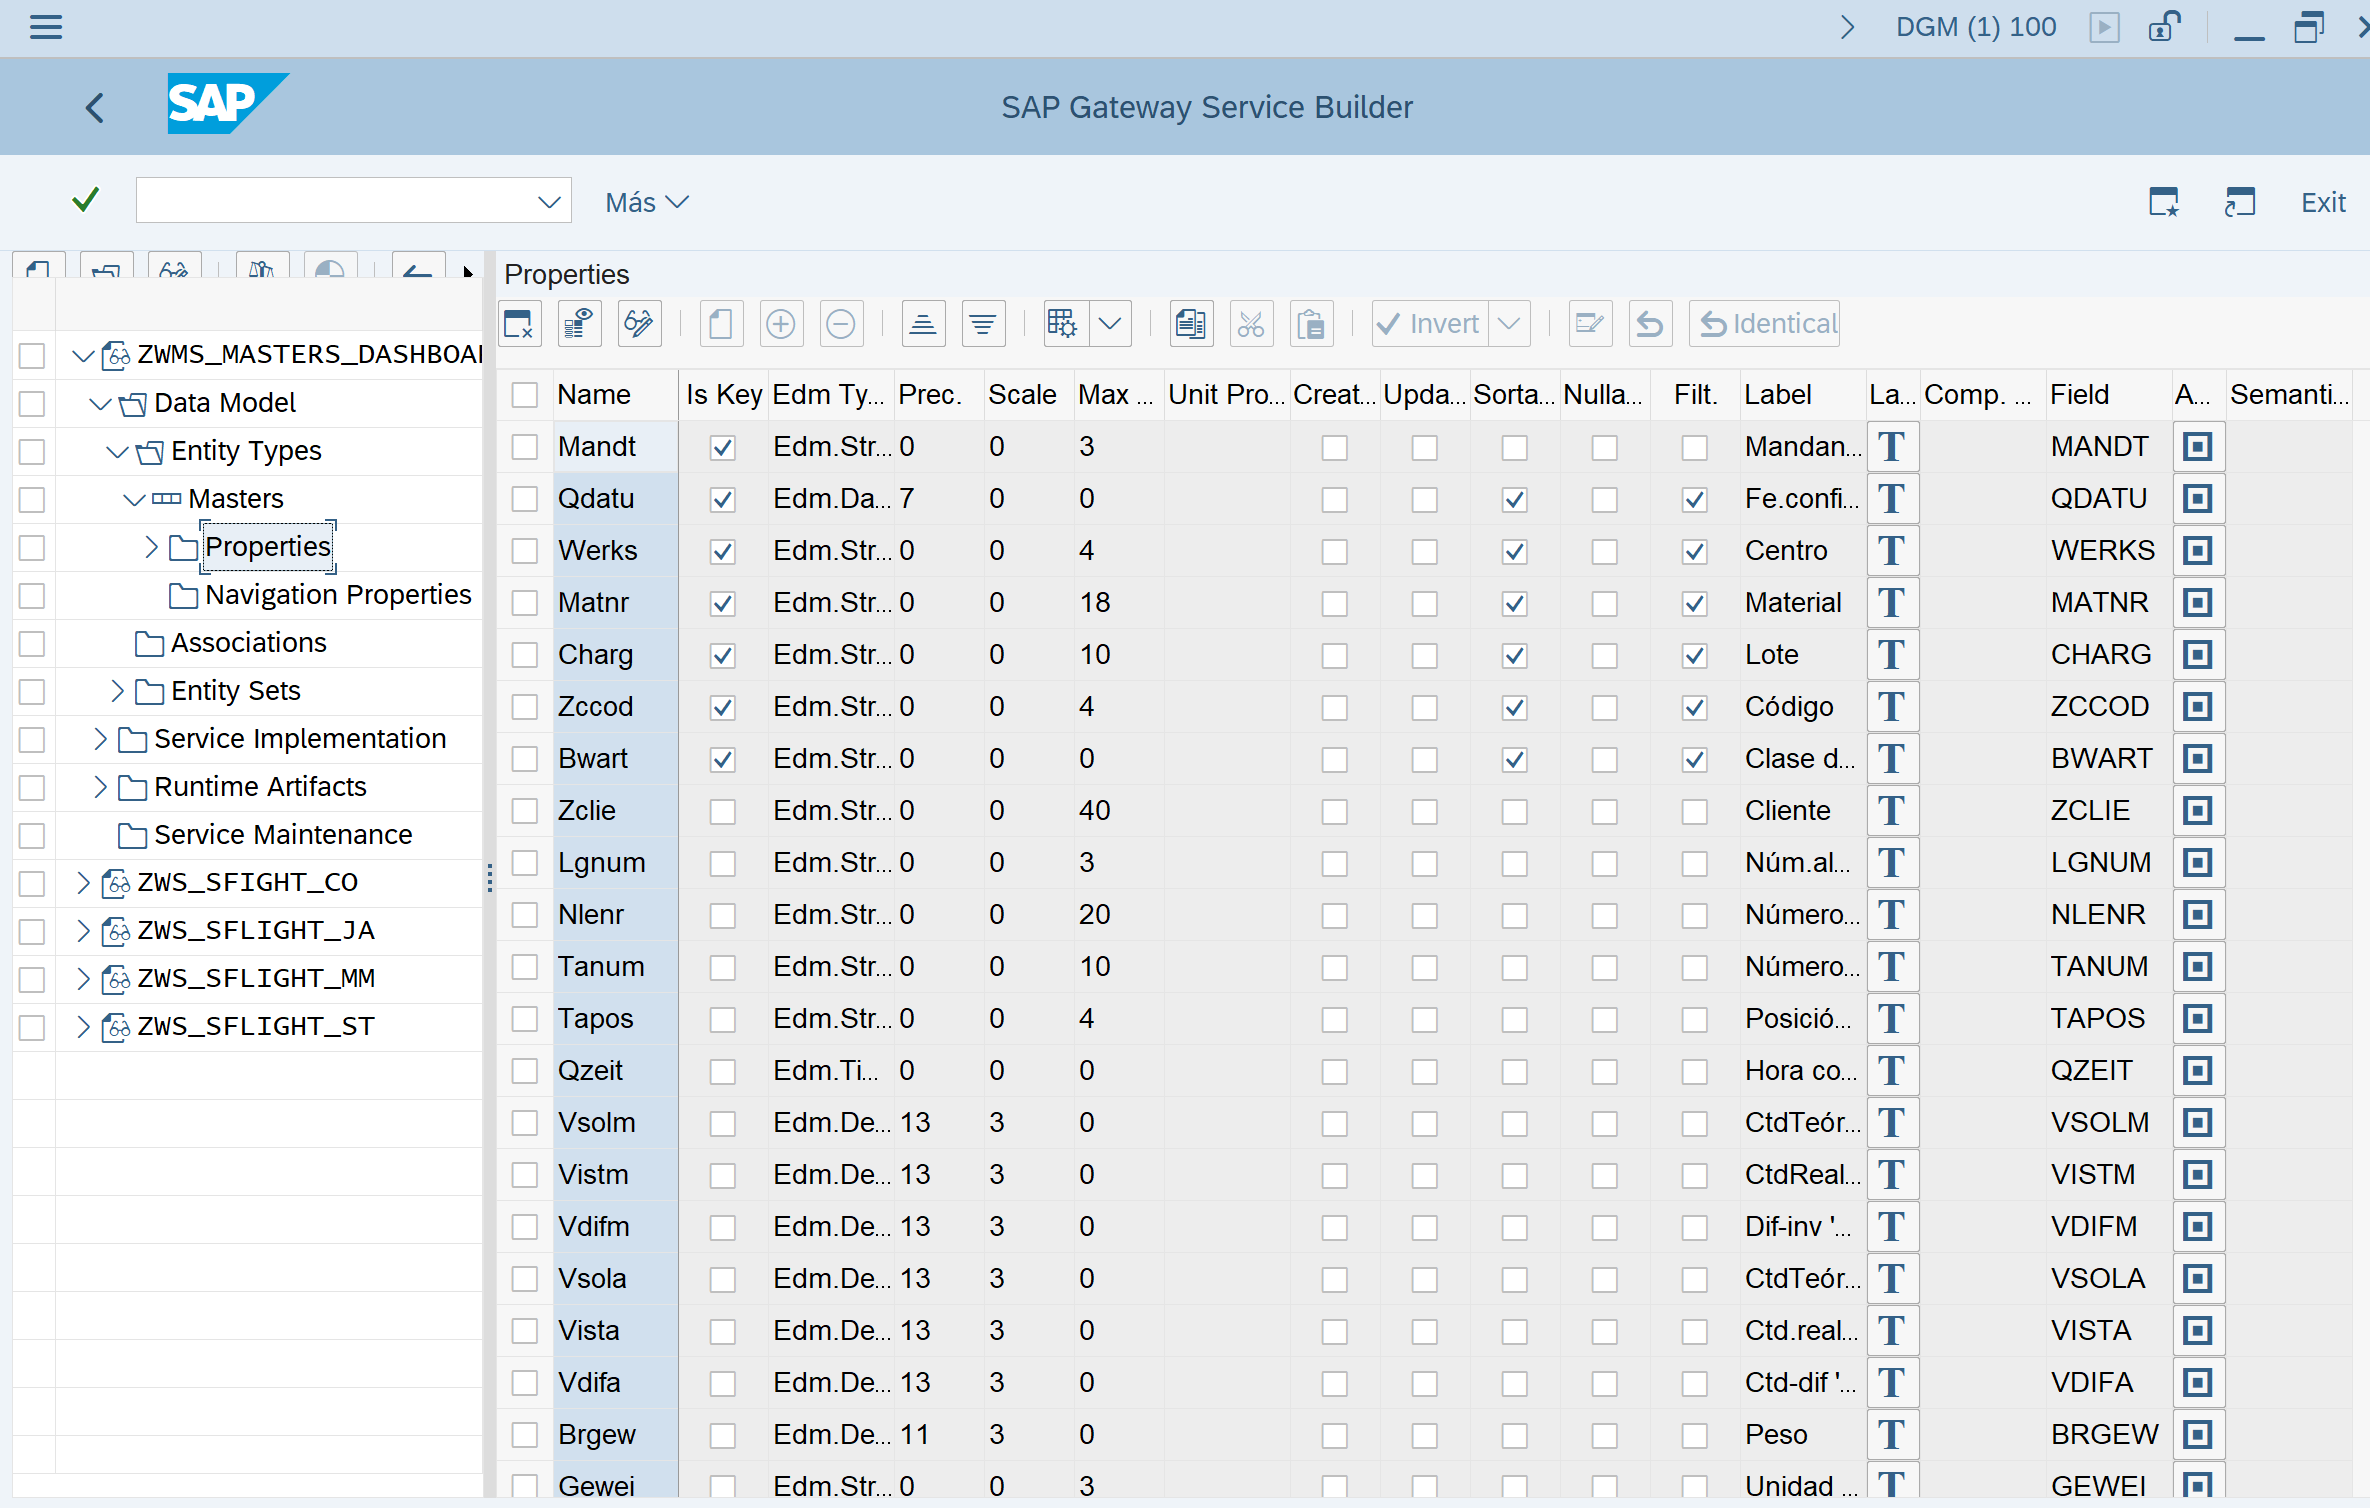 DGM (1) 100
SAP
SAP Gateway Service Builder
Más
Exit
ZWMS_MASTERS_DASHBOA
Data Model
Entity Types
Masters
Properties
Navigation Properties
Associations
Entity Sets
Service Implementation
Runtime Artifacts
Service Maintenance
ZWS_SFIGHT_CO
ZWS_SFLIGHT_JA
ZWS_SFLIGHT_MM
ZWS_SFLIGHT_ST
Properties
Invert Identical
Name Is Key Edm Ty... Prec. Scale Max ... Unit Pro... Creat... Upda... Sorta... Nulla... Filt. Label La... Comp. ... Field A... Semanti...
Mandt Edm.Str... 0 0 3 Mandan... T MANDT
Qdatu Edm.Da... 7 0 0 Fe.confi... T QDATU
Werks Edm.Str... 0 0 4 Centro T WERKS
Matnr Edm.Str... 0 0 18 Material T MATNR
Charg Edm.Str... 0 0 10 Lote T CHARG
Zccod Edm.Str... 0 0 4 Código T ZCCOD
Bwart Edm.Str... 0 0 0 Clase d... T BWART
Zclie Edm.Str... 0 0 40 Cliente T ZCLIE
Lgnum Edm.Str... 0 0 3 Núm.al... T LGNUM
Nlenr Edm.Str... 0 0 20 Número... T NLENR
Tanum Edm.Str... 0 0 10 Número... T TANUM
Tapos Edm.Str... 0 0 4 Posició... T TAPOS
Qzeit Edm.Ti... 0 0 0 Hora co... T QZEIT
Vsolm Edm.De... 13 3 0 CtdTeór... T VSOLM
Vistm Edm.De... 13 3 0 CtdReal... T VISTM
Vdifm Edm.De... 13 3 0 Dif-inv '... T VDIFM
Vsola Edm.De... 13 3 0 CtdTeór... T VSOLA
Vista Edm.De... 13 3 0 Ctd.real... T VISTA
Vdifa Edm.De... 13 3 0 Ctd-dif '... T VDIFA
Brgew Edm.De... 11 3 0 Peso T BRGEW
Gewei Edm.Str... 0 0 3 Unidad ... T GEWEI